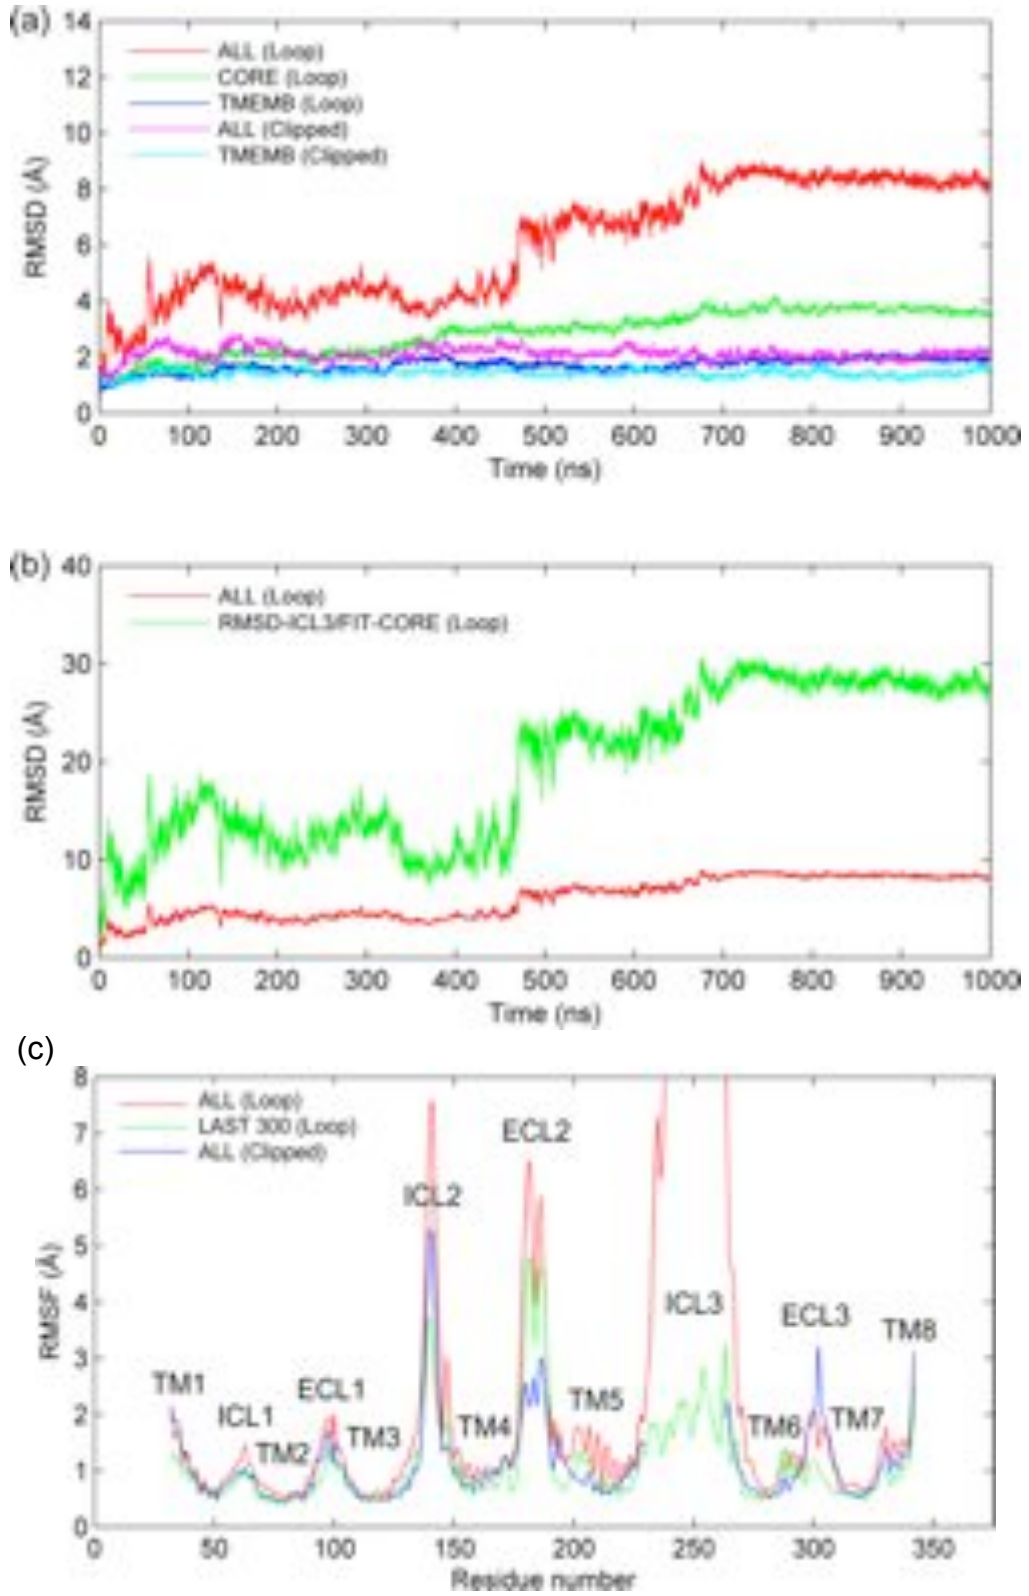 (a)
14
12
10
8
6
4
2
0
RMSD (Å)
ALL (Loop)
CORE (Loop)
TMEMB (Loop)
ALL (Clipped)
TMEMB (Clipped)
0 100 200 300 400 500 600 700 800 900 1000
Time (ns)
(b)
40
30
20
10
0
RMSD (Å)
ALL (Loop)
RMSD-ICL3/FIT-CORE (Loop)
0 100 200 300 400 500 600 700 800 900 1000
Time (ns)
(c)
8
7
6
5
4
3
2
1
0
RMSF (Å)
ALL (Loop)
LAST 300 (Loop)
ALL (Clipped)
ECL2
ICL2
ICL3
ECL3
TM8
TM1
ECL1
ICL1
TM5
TM2
TM3
TM4
TM6
TM7
0 50 100 150 200 250 300 350
Residue number